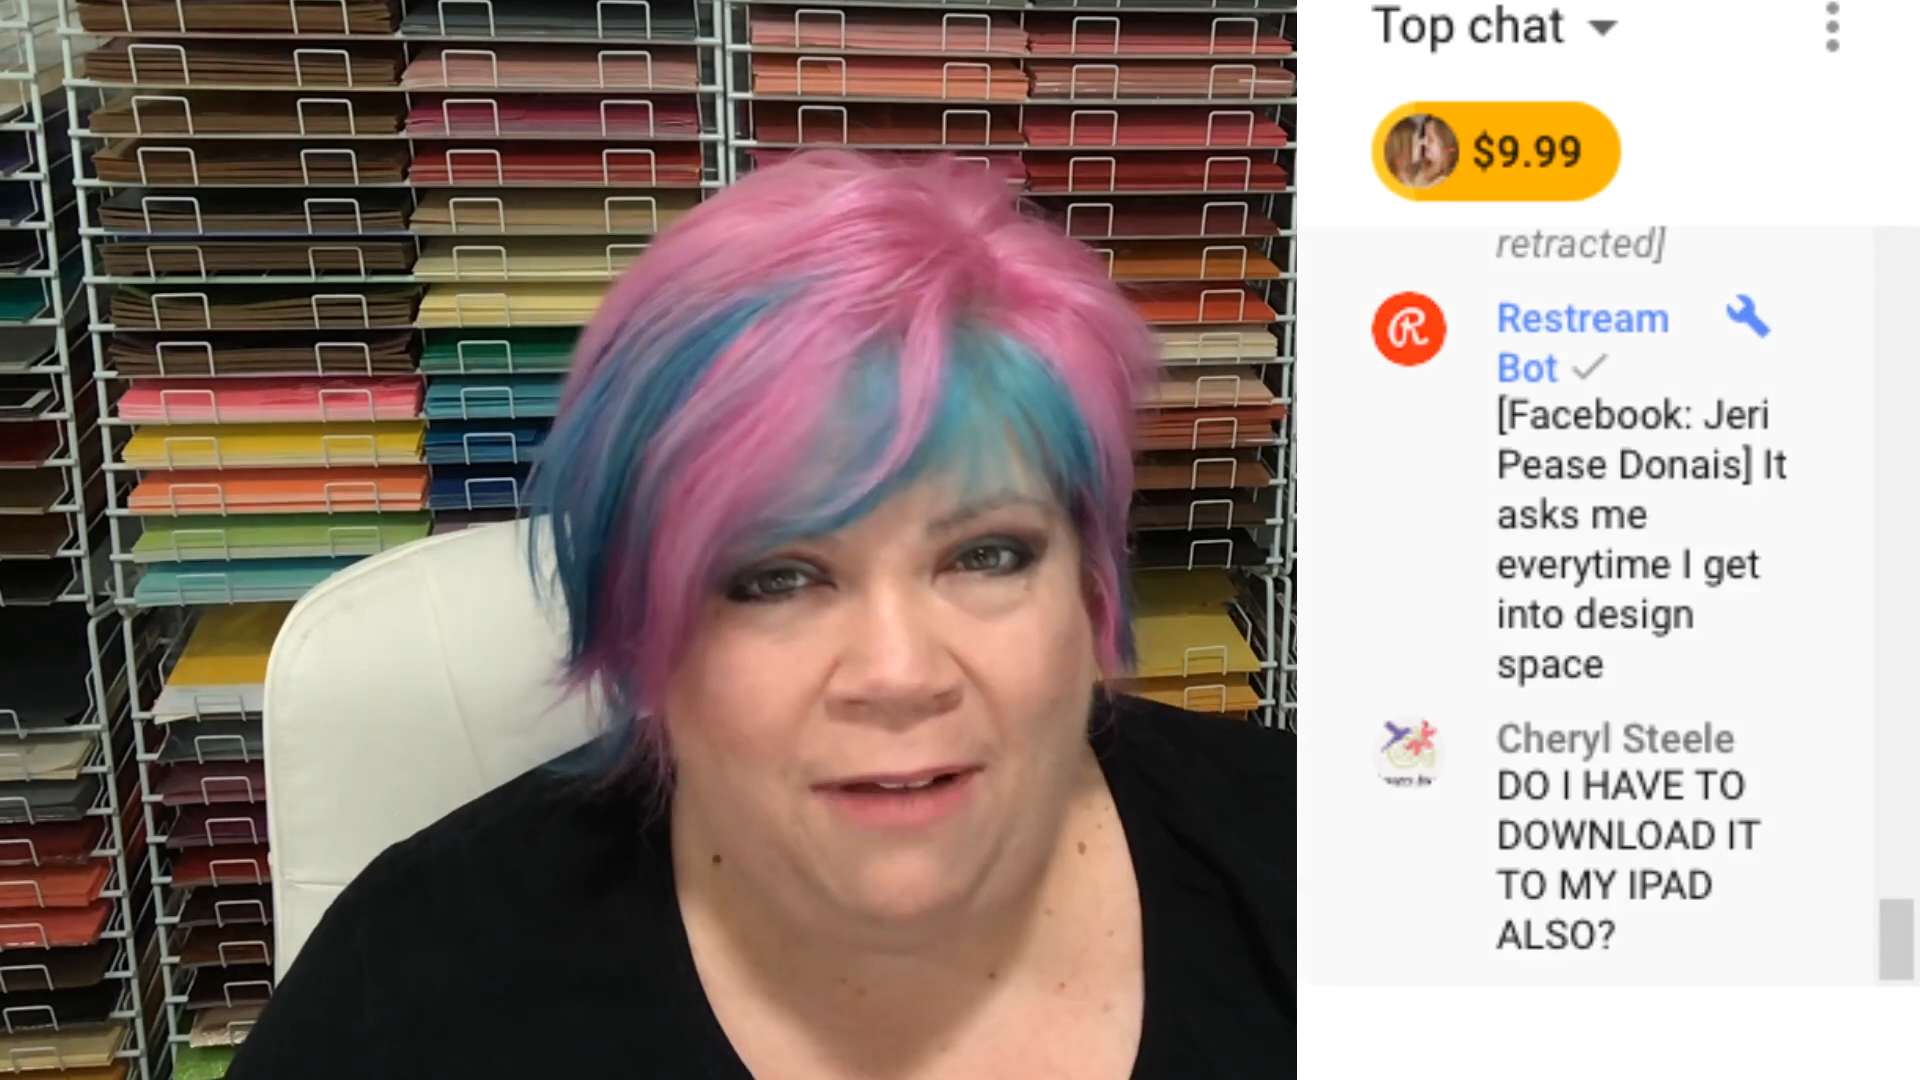 Top chat
$9.99
retracted]
Restream
Bot
[Facebook: Jeri
Pease Donais] It
asks me
everytime I get
into design
space
Cheryl Steele
DO I HAVE TO
DOWNLOAD IT
TO MY IPAD
ALSO?